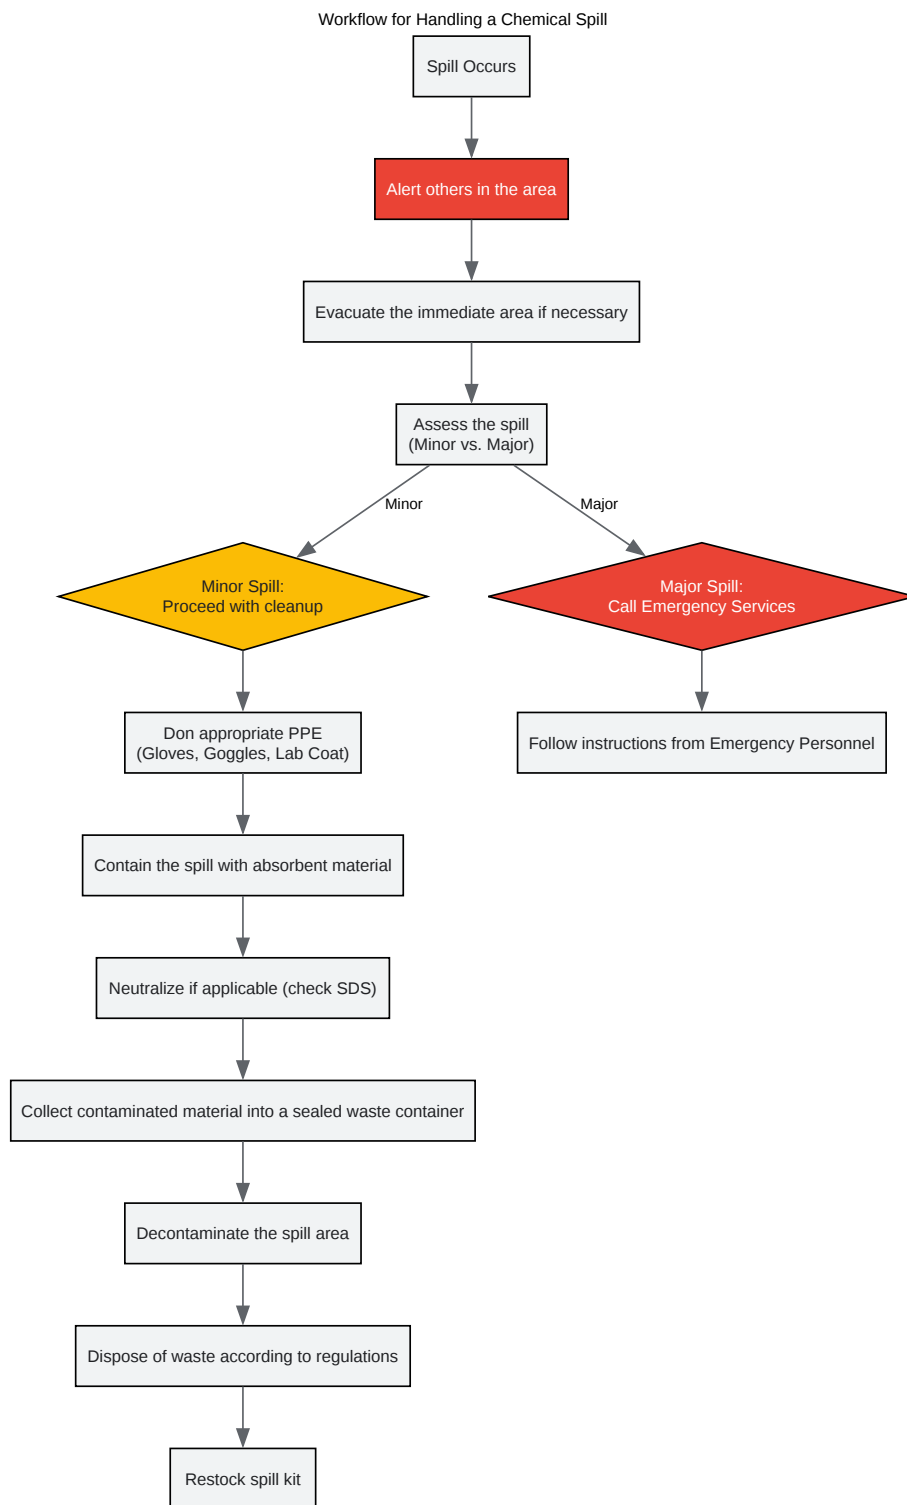 Workflow for Handling a Chemical Spill
Spill Occurs
Alert others in the area
Evacuate the immediate area if necessary
Assess the spill
(Minor vs. Major)
Minor
Major
Minor Spill:
Proceed with cleanup
Major Spill:
Call Emergency Services
Don appropriate PPE
(Gloves, Goggles, Lab Coat)
Follow instructions from Emergency Personnel
Contain the spill with absorbent material
Neutralize if applicable (check SDS)
Collect contaminated material into a sealed waste container
Decontaminate the spill area
Dispose of waste according to regulations
Restock spill kit